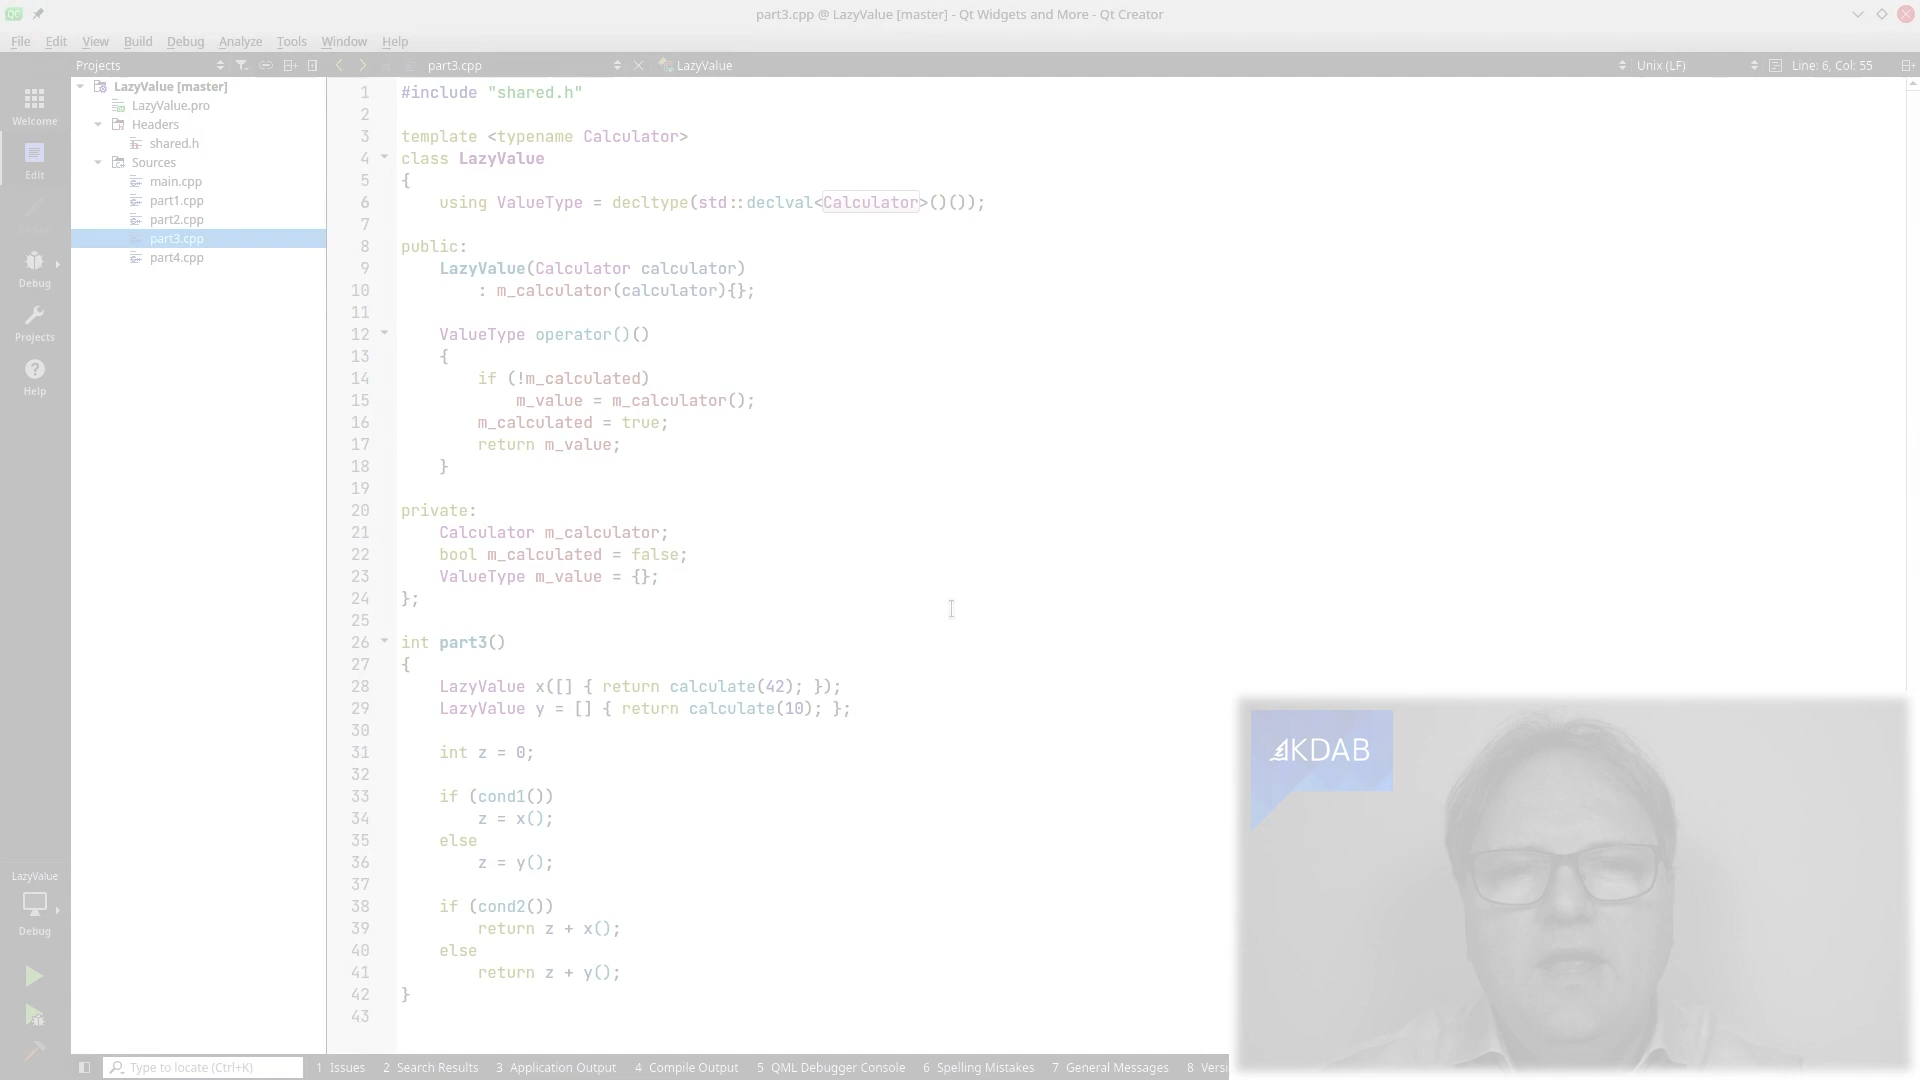 part3.cpp @ LazyValue [master] - Qt Widgets and More - Qt Creator
File Edit View Build Debug Analyze Tools Window Help
Projects
part3.cpp
LazyValue
Unix (LF)
Line: 6, Col: 55
Welcome
Edit
Debug
Projects
Help
LazyValue
Debug
LazyValue [master]
LazyValue.pro
Headers
shared.h
Sources
main.cpp
part1.cpp
part2.cpp
part3.cpp
part4.cpp
1 #include "shared.h"
2
3 template <typename Calculator>
4 class LazyValue
5 {
6 using ValueType = decltype(std::declval<Calculator>()());
7
8 public:
9 LazyValue(Calculator calculator)
10 : m_calculator(calculator){};
11
12 ValueType operator()()
13 {
14 if (!m_calculated)
15 m_value = m_calculator();
16 m_calculated = true;
17 return m_value;
18 }
19
20 private:
21 Calculator m_calculator;
22 bool m_calculated = false;
23 ValueType m_value = {};
24 };
25
26 int part3()
27 {
28 LazyValue x([] { return calculate(42); });
29 LazyValue y = [] { return calculate(10); };
30
31 int z = 0;
32
33 if (cond1())
34 z = x();
35 else
36 z = y();
37
38 if (cond2())
39 return z + x();
40 else
41 return z + y();
42 }
43
KDAB
Type to locate (Ctrl+K)
1 Issues 2 Search Results 3 Application Output 4 Compile Output 5 QML Debugger Console 6 Spelling Mistakes 7 General Messages 8 Versi